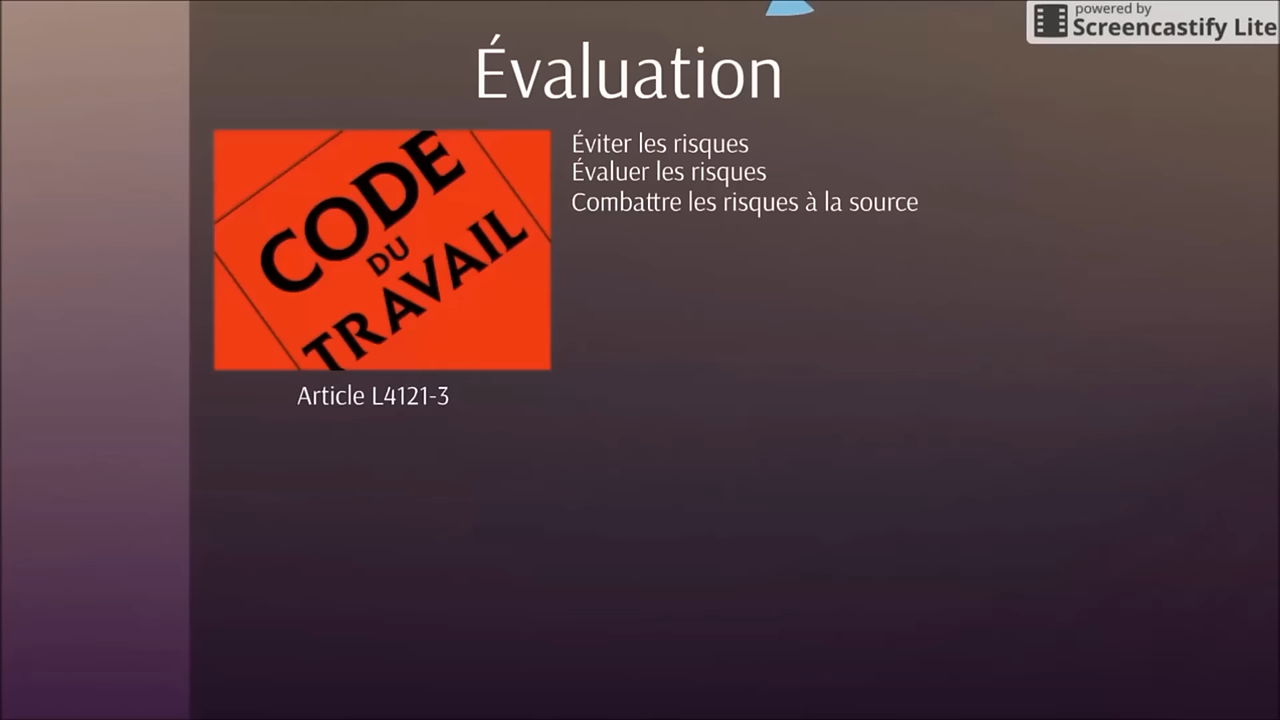 powered by
Screencastify Lite
Évaluation
CODE
DU
TRAVAIL
Article L4121-3
Éviter les risques
Évaluer les risques
Combattre les risques à la source